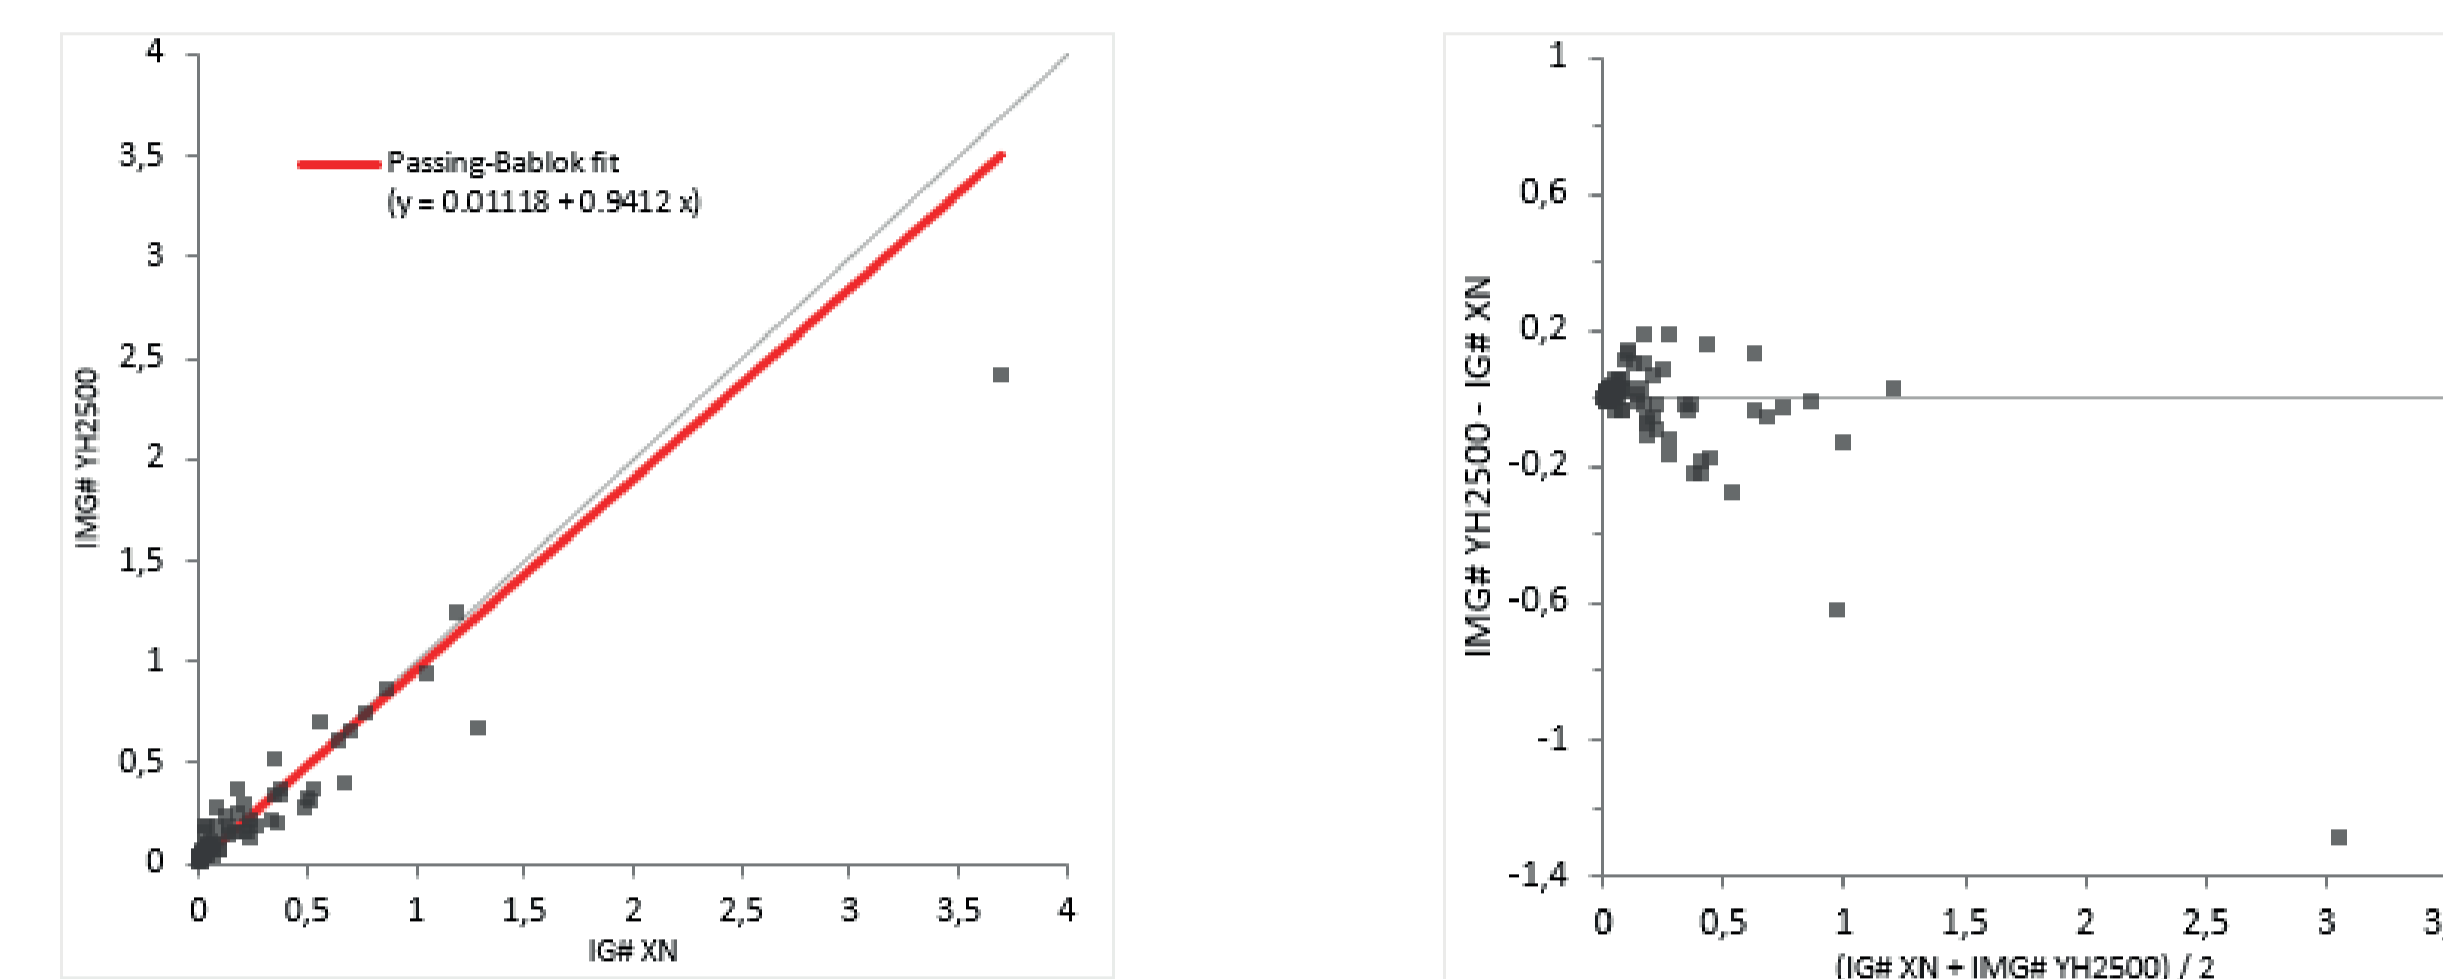 4
3,5
3
2,5
2
1,5
1
0,5
0
IMG# YH2500
Passing-Bablok fit
(y = 0.01118 + 0.9412 x)
0 0,5 1 1,5 2 2,5 3 3,5 4
IG# XN
1
0,6
0,2
-0,2
-0,6
-1
-1,4
IMG# YH2500 - IG# XN
0 0,5 1 1,5 2 2,5 3
(IG# XN + IMG# YH2500) / 2